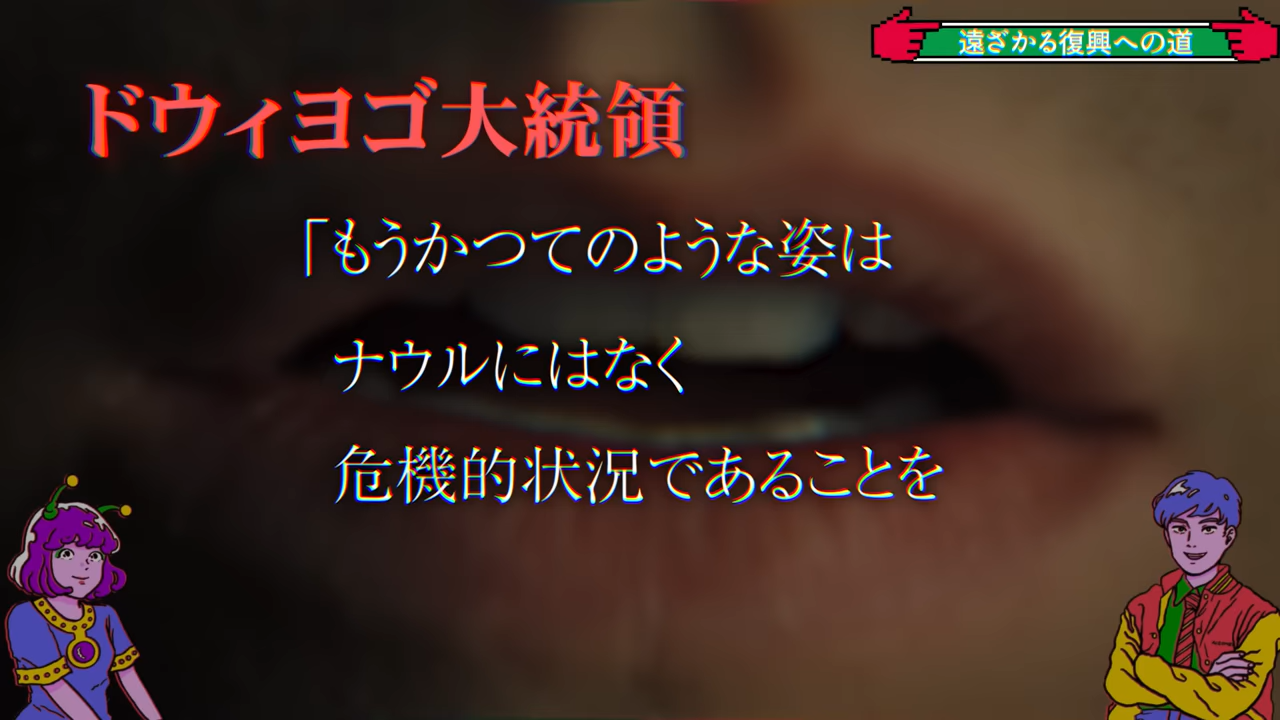 遠ざかる復興への道
ドウィヨゴ大統領
「もうかつてのような姿は
ナウルにはなく
危機的状況であることを